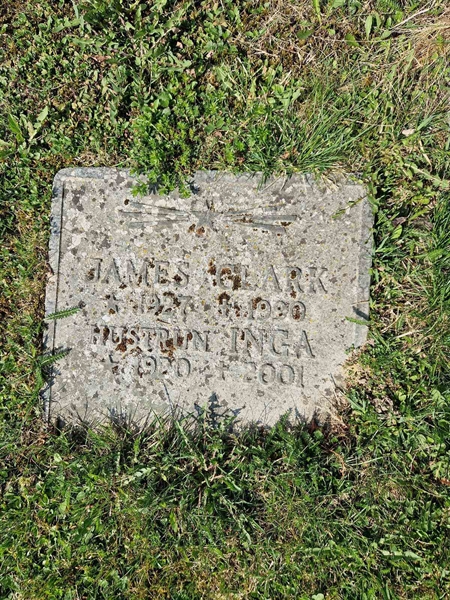 JAMES CLARK
* 1927 † 1990
HUSTRUN INGA
* 1920 † 2001